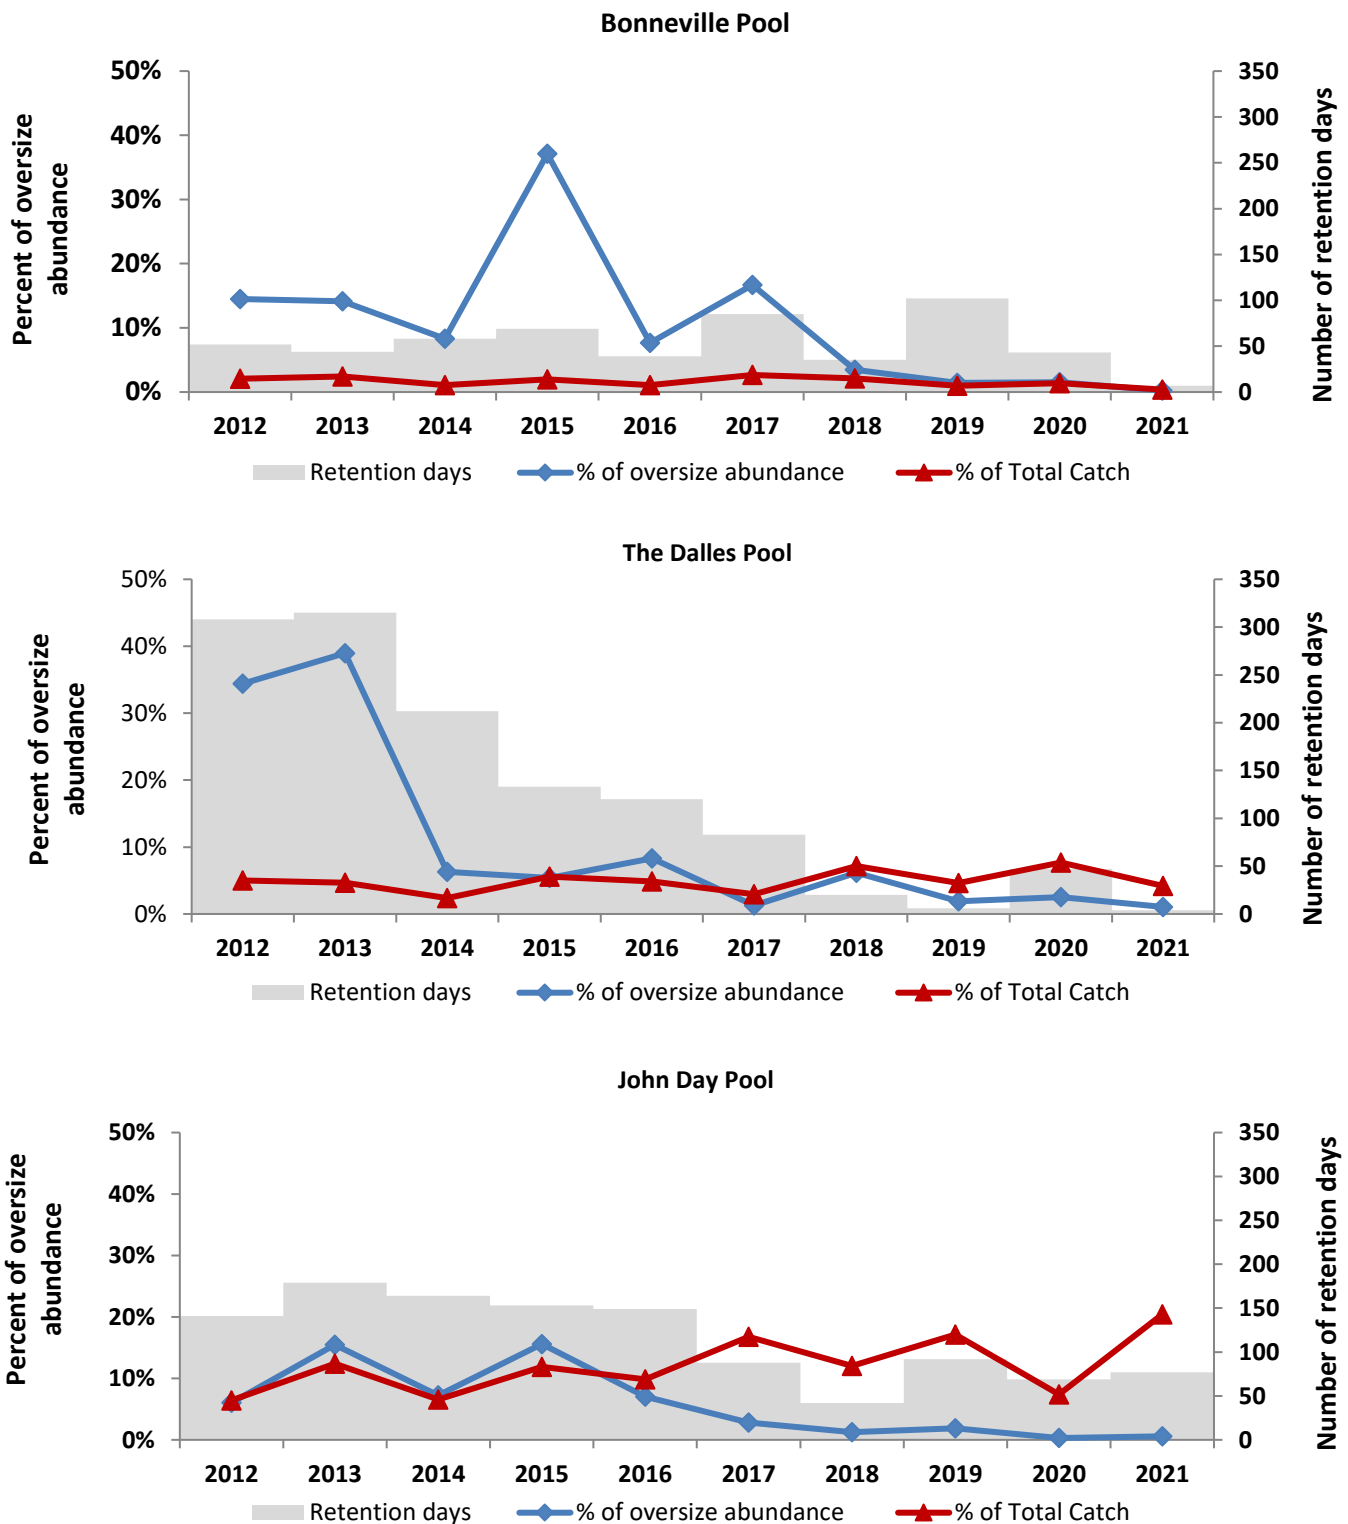 Bonneville Pool
Percent of oversize
abundance
50%
40%
30%
20%
10%
0%
350
300
250
200
150
100
50
0
Number of retention days
2012 2013 2014 2015 2016 2017 2018 2019 2020 2021
Retention days % of oversize abundance % of Total Catch
The Dalles Pool
Percent of oversize
abundance
50%
40%
30%
20%
10%
0%
350
300
250
200
150
100
50
0
Number of retention days
2012 2013 2014 2015 2016 2017 2018 2019 2020 2021
Retention days % of oversize abundance % of Total Catch
John Day Pool
Percent of oversize
abundance
50%
40%
30%
20%
10%
0%
350
300
250
200
150
100
50
0
Number of retention days
2012 2013 2014 2015 2016 2017 2018 2019 2020 2021
Retention days % of oversize abundance % of Total Catch